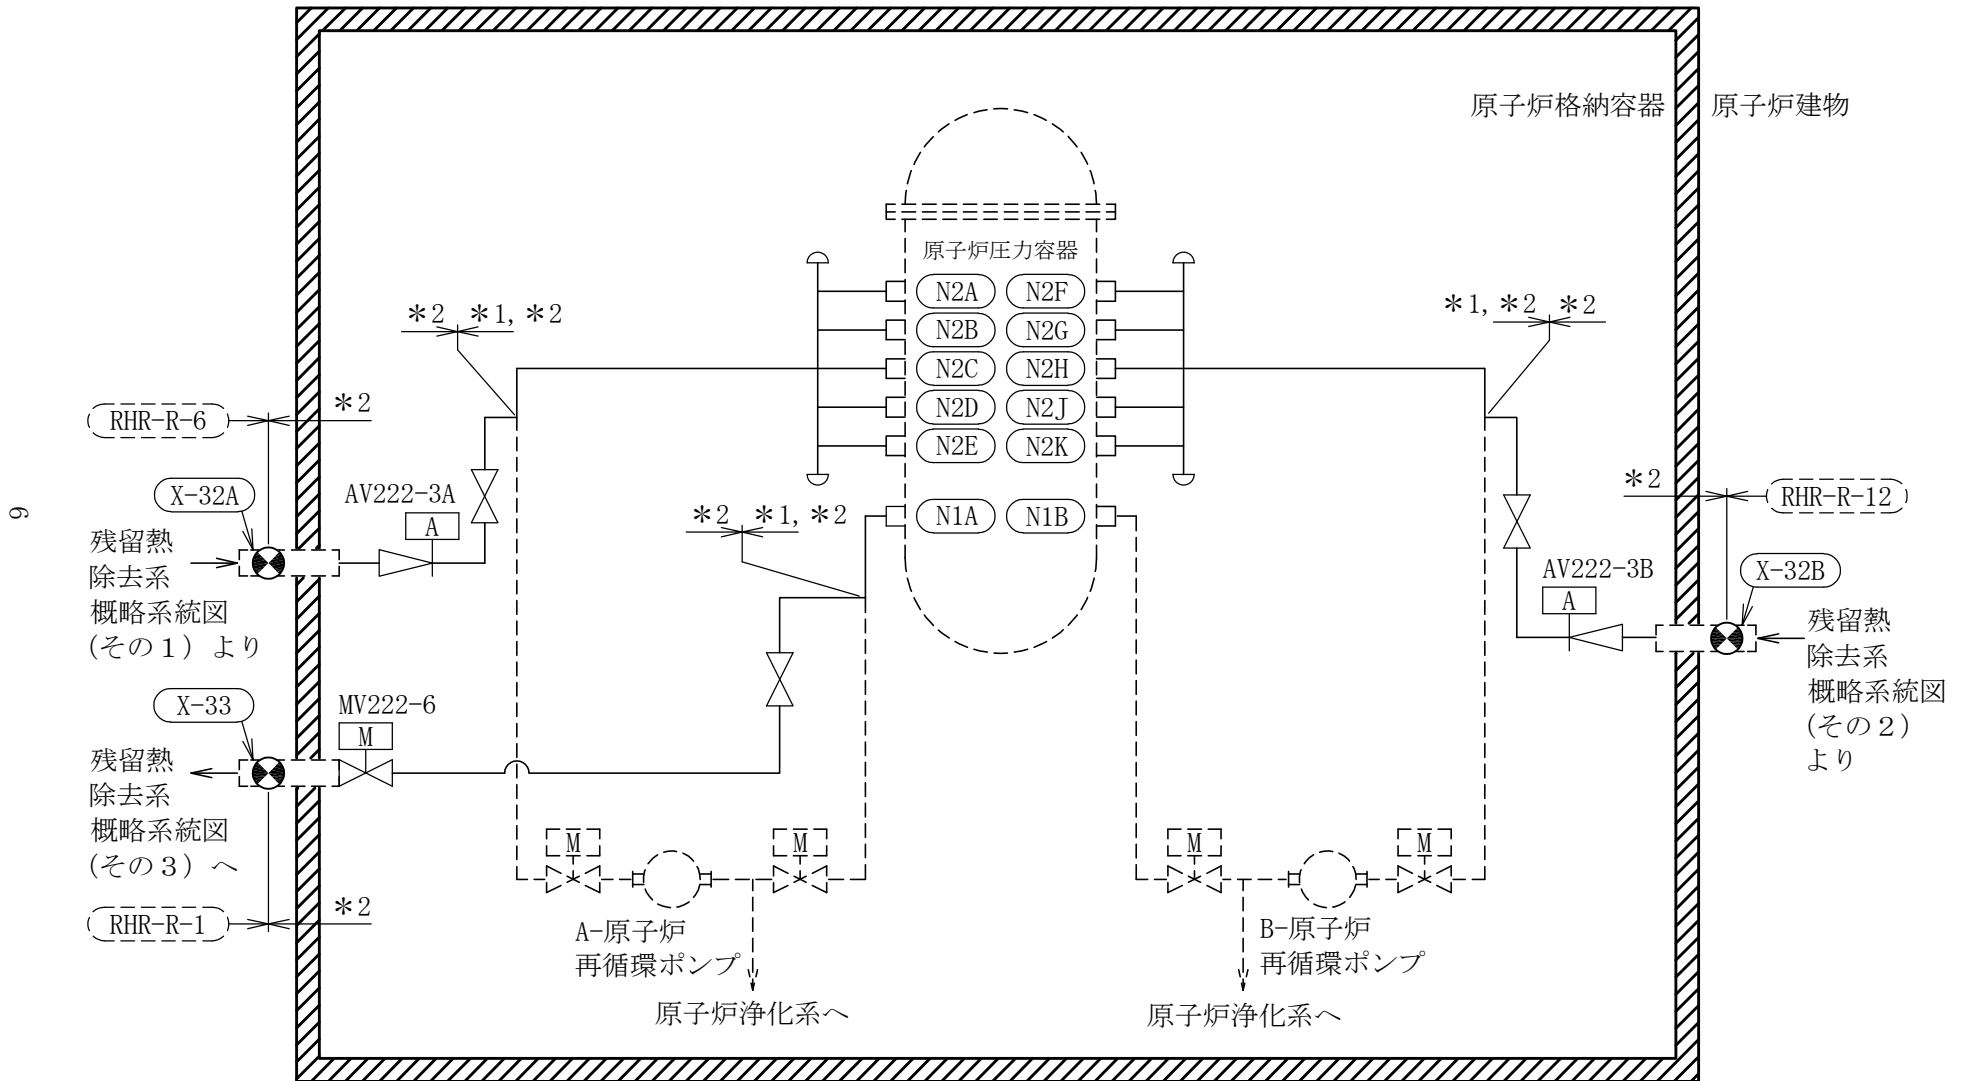 原子炉格納容器
原子炉建物
原子炉圧力容器
N2A
N2F
N2B
N2G
N2C
N2H
N2D
N2J
N2E
N2K
N1A
N1B
*2
*1, *2
*1, *2
*2
RHR-R-6
*2
X-32A
AV222-3A
A
残留熱
除去系
概略系統図
(その1) より
*2
*1, *2
*2
RHR-R-12
AV222-3B
A
X-32B
残留熱
除去系
概略系統図
(その2)
より
X-33
MV222-6
M
残留熱
除去系
概略系統図
(その3) へ
RHR-R-1
*2
M
M
A-原子炉
再循環ポンプ
原子炉浄化系へ
M
M
B-原子炉
再循環ポンプ
原子炉浄化系へ
9